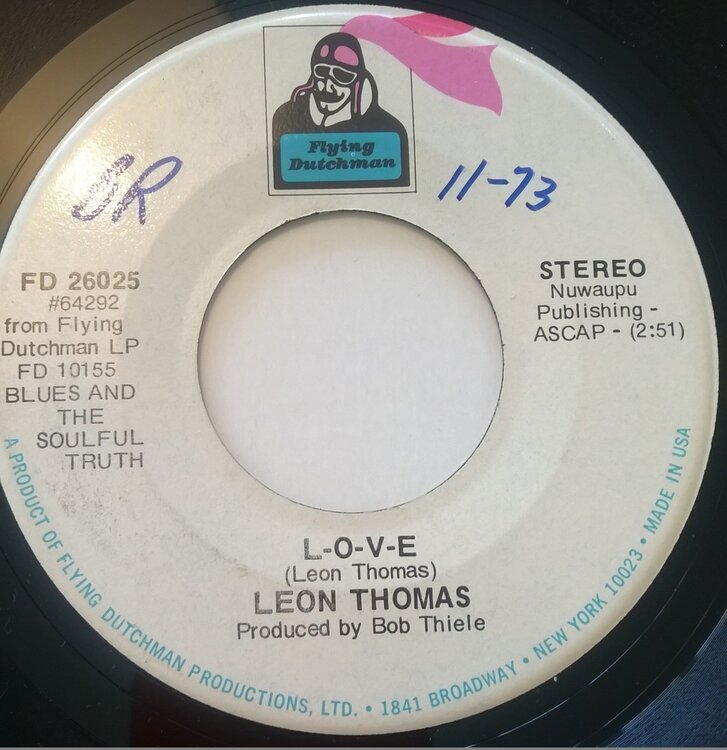 Flying
Dutchman
SR
11-73
FD 26025
#64292
from Flying
Dutchman LP
FD 10155
BLUES AND
THE
SOULFUL
TRUTH
STEREO
Nuwaupu
Publishing -
ASCAP - (2:51)
L-O-V-E
(Leon Thomas)
LEON THOMAS
Produced by Bob Thiele
A PRODUCT OF FLYING DUTCHMAN PRODUCTIONS, LTD. • 1841 BROADWAY • NEW YORK 10023 • MADE IN USA